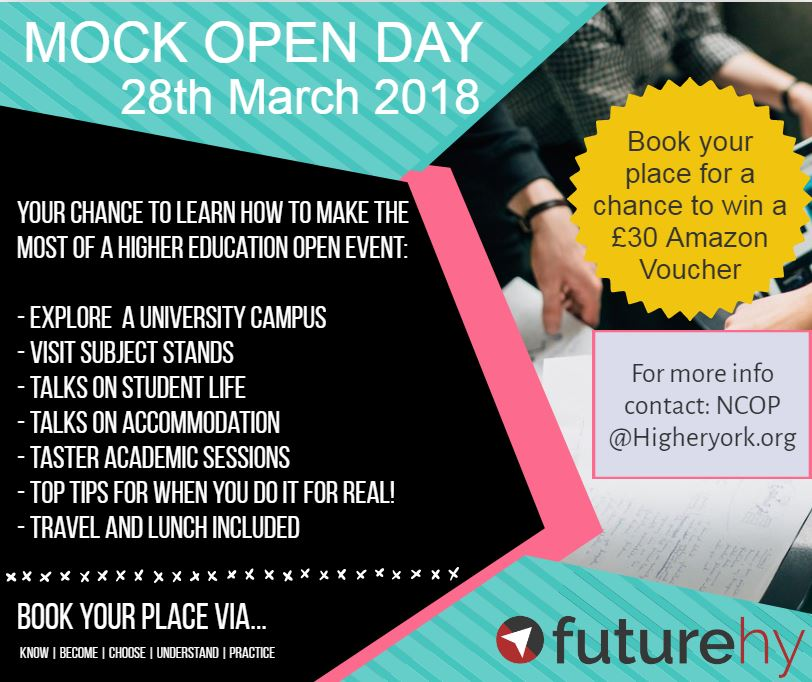 MOCK OPEN DAY
28th March 2018
Book your
place for a
chance to win a
£30 Amazon
Voucher
YOUR CHANCE TO LEARN HOW TO MAKE THE
MOST OF A HIGHER EDUCATION OPEN EVENT:
- EXPLORE A UNIVERSITY CAMPUS
- VISIT SUBJECT STANDS
- TALKS ON STUDENT LIFE
- TALKS ON ACCOMMODATION
- TASTER ACADEMIC SESSIONS
- TOP TIPS FOR WHEN YOU DO IT FOR REAL!
- TRAVEL AND LUNCH INCLUDED
For more info
contact: NCOP
@Higheryork.org
BOOK YOUR PLACE VIA...
KNOW | BECOME | CHOOSE | UNDERSTAND | PRACTICE
futurehy